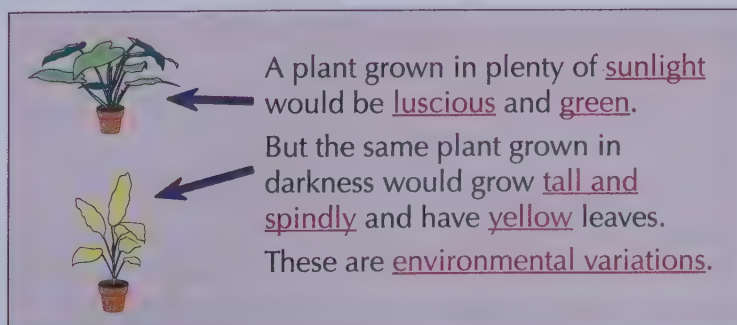 A plant grown in plenty of sunlight
would be luscious and green.
But the same plant grown in
darkness would grow tall and
spindly and have yellow leaves.
These are environmental variations.